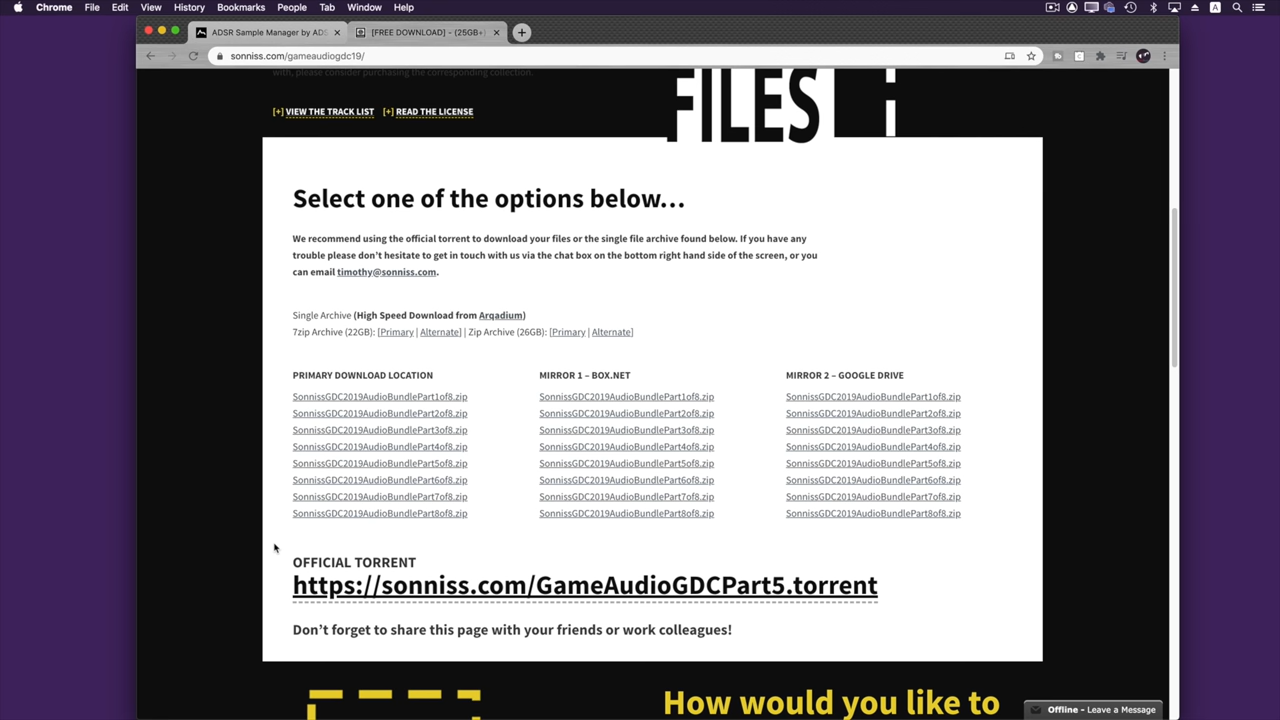 Chrome File Edit View History Bookmarks People Tab Window Help
ADSR Sample Manager by ADS
[FREE DOWNLOAD] - (25GB+)
sonniss.com/gameaudiogdc19/
with, please consider purchasing the corresponding collection.
[+] VIEW THE TRACK LIST [+] READ THE LICENSE
FILES
Select one of the options below...
We recommend using the official torrent to download your files or the single file archive found below. If you have any
trouble please don't hesitate to get in touch with us via the chat box on the bottom right hand side of the screen, or you
can email timothy@sonniss.com.
Single Archive (High Speed Download from Arqadium)
7zip Archive (22GB): [Primary | Alternate] | Zip Archive (26GB): [Primary | Alternate]
PRIMARY DOWNLOAD LOCATION
SonnissGDC2019AudioBundlePart1of8.zip
SonnissGDC2019AudioBundlePart2of8.zip
SonnissGDC2019AudioBundlePart3of8.zip
SonnissGDC2019AudioBundlePart4of8.zip
SonnissGDC2019AudioBundlePart5of8.zip
SonnissGDC2019AudioBundlePart6of8.zip
SonnissGDC2019AudioBundlePart7of8.zip
SonnissGDC2019AudioBundlePart8of8.zip
MIRROR 1 – BOX.NET
SonnissGDC2019AudioBundlePart1of8.zip
SonnissGDC2019AudioBundlePart2of8.zip
SonnissGDC2019AudioBundlePart3of8.zip
SonnissGDC2019AudioBundlePart4of8.zip
SonnissGDC2019AudioBundlePart5of8.zip
SonnissGDC2019AudioBundlePart6of8.zip
SonnissGDC2019AudioBundlePart7of8.zip
SonnissGDC2019AudioBundlePart8of8.zip
MIRROR 2 – GOOGLE DRIVE
SonnissGDC2019AudioBundlePart1of8.zip
SonnissGDC2019AudioBundlePart2of8.zip
SonnissGDC2019AudioBundlePart3of8.zip
SonnissGDC2019AudioBundlePart4of8.zip
SonnissGDC2019AudioBundlePart5of8.zip
SonnissGDC2019AudioBundlePart6of8.zip
SonnissGDC2019AudioBundlePart7of8.zip
SonnissGDC2019AudioBundlePart8of8.zip
OFFICIAL TORRENT
https://sonniss.com/GameAudioGDCPart5.torrent
Don't forget to share this page with your friends or work colleagues!
How would you like to
Offline - Leave a Message